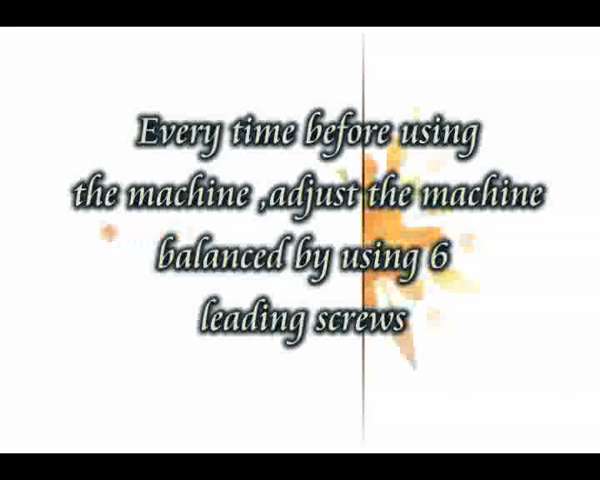 Every time before using
the machine ,adjust the machine
balanced by using 6
leading screws